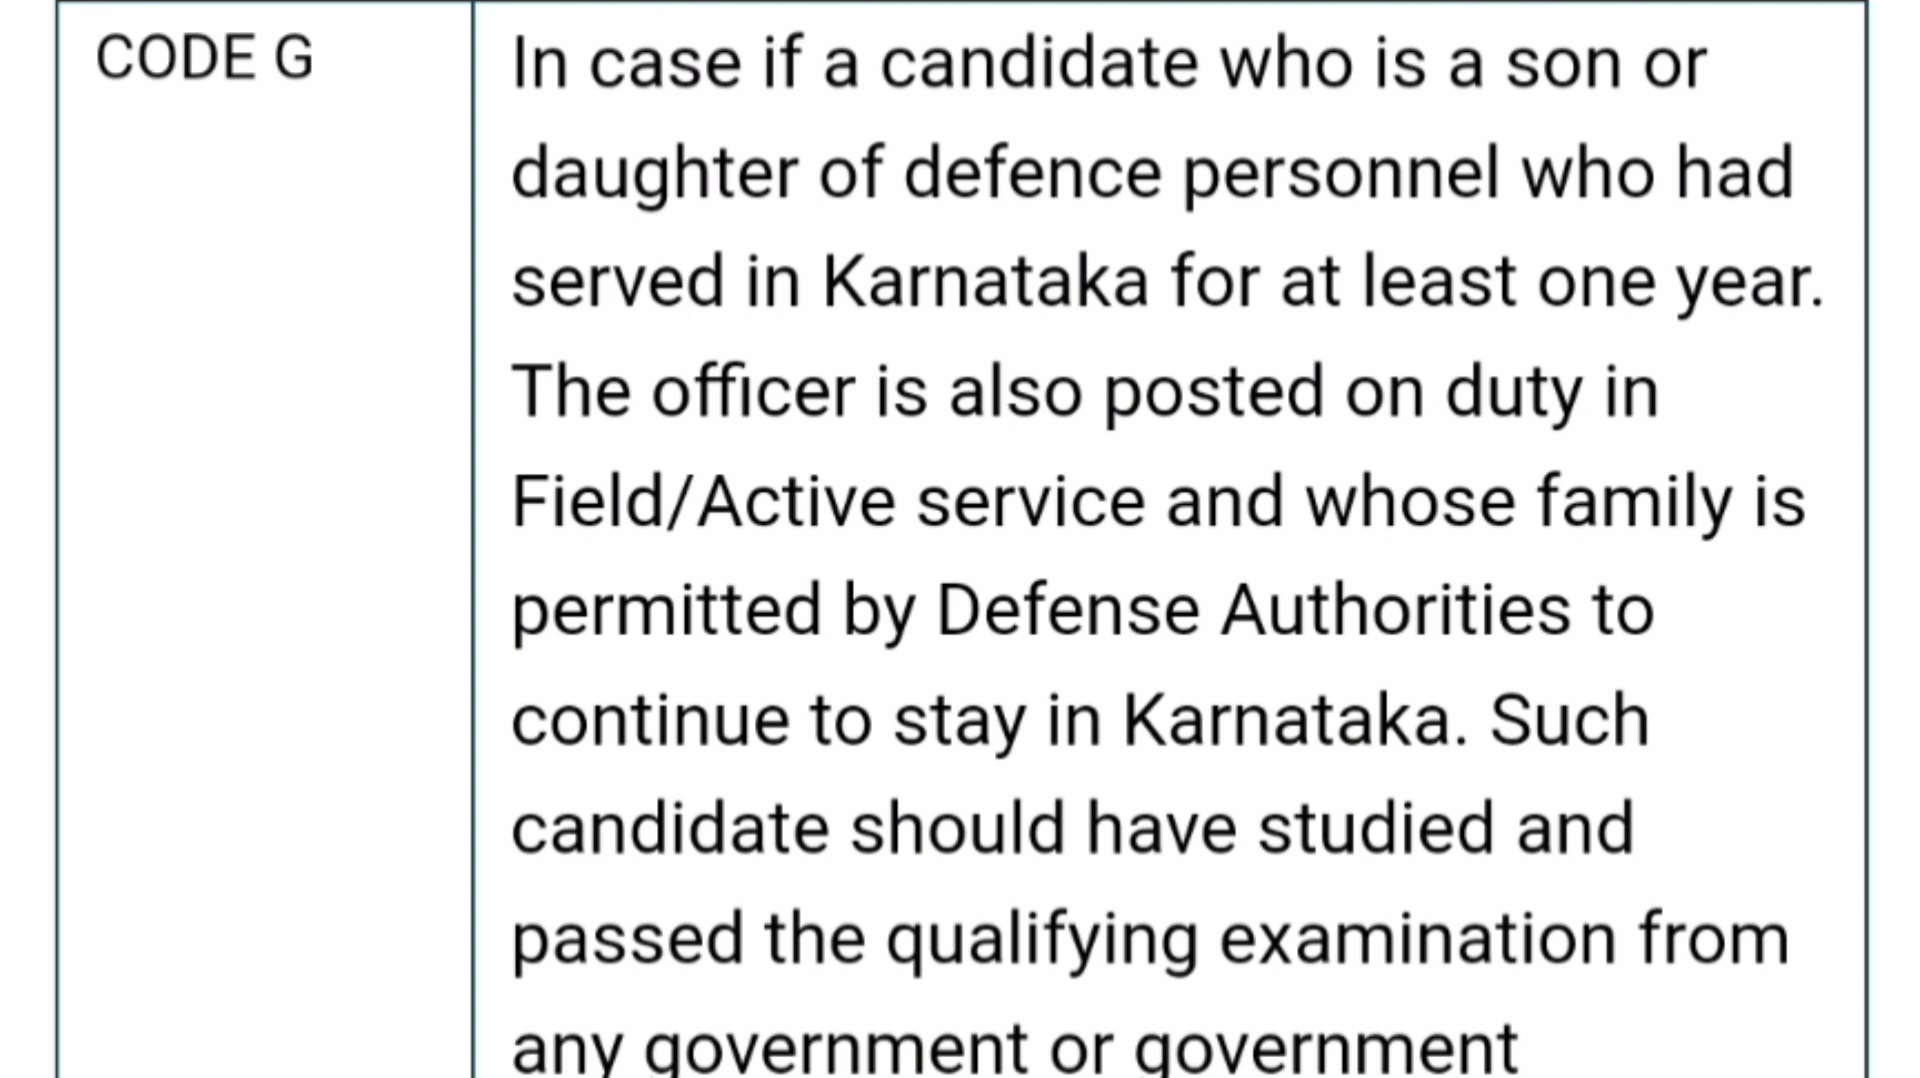 CODE G
In case if a candidate who is a son or
daughter of defence personnel who had
served in Karnataka for at least one year.
The officer is also posted on duty in
Field/Active service and whose family is
permitted by Defense Authorities to
continue to stay in Karnataka. Such
candidate should have studied and
passed the qualifying examination from
any government or government